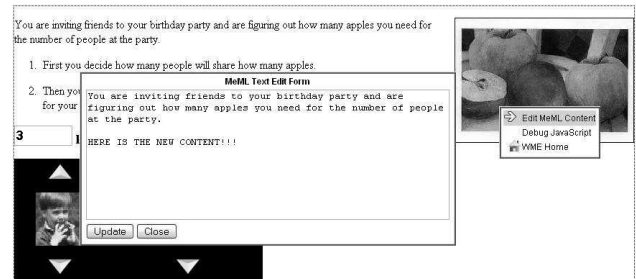 You are inviting friends to your birthday party and are figuring out how many apples you need for
the number of people at the party.
1. First you decide how many people will share how many apples.
2. Then you
for your
3
MeML Text Edit Form
You are inviting friends to your birthday party and are
figuring out how many apples you need for the number of people
at the party.
HERE IS THE NEW CONTENT!!!
Update Close
Edit MeML Content
Debug JavaScript
WME Home